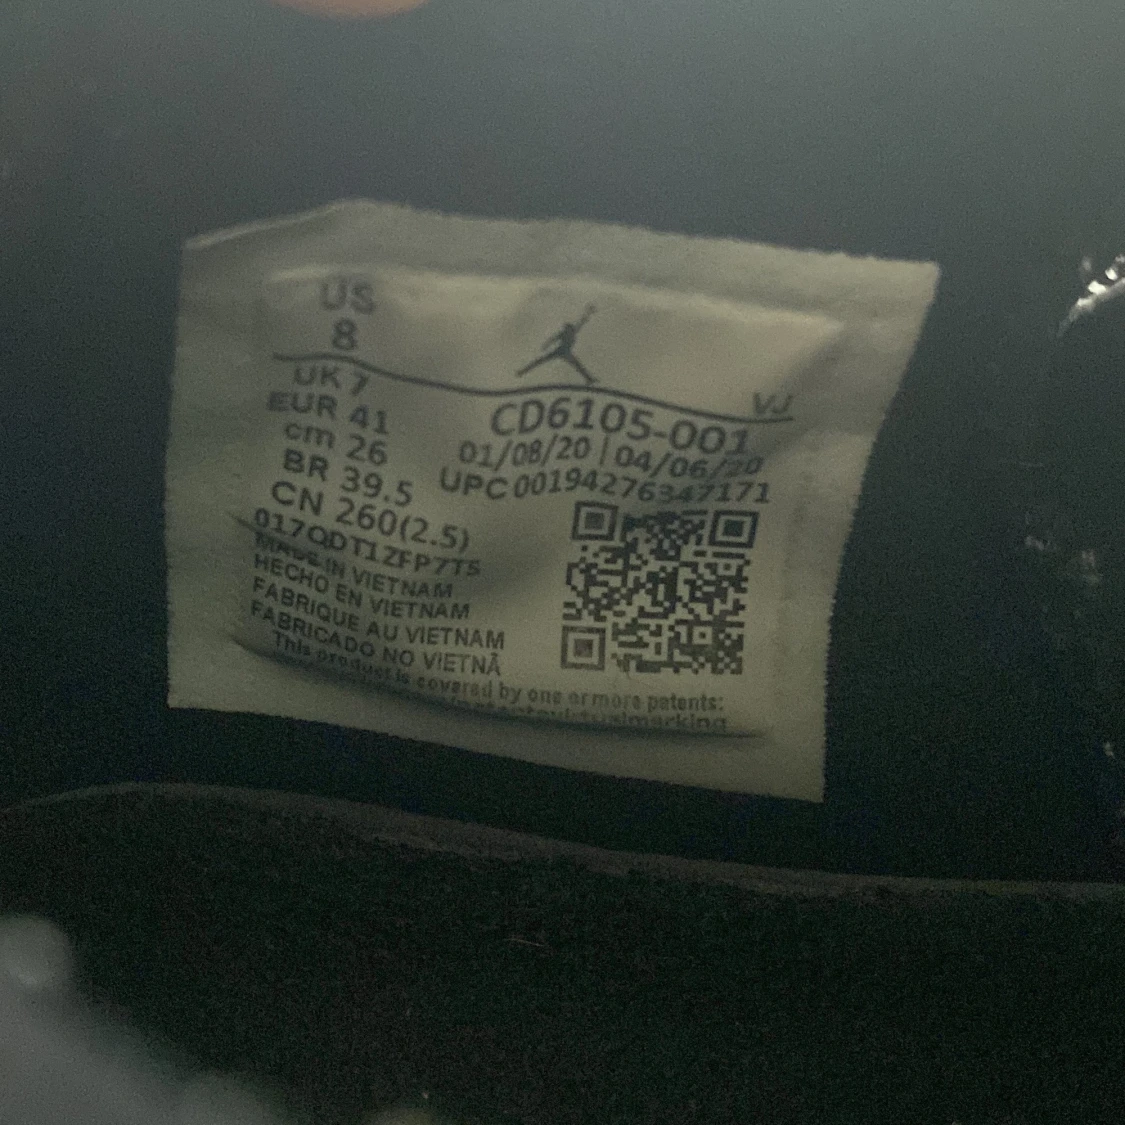 US
8
UK 7
EUR 41
cm 26
BR 39.5
CN 260(2.5)
017QDT1ZFP7TS
MADE IN VIETNAM
HECHO EN VIETNAM
FABRIQUE AU VIETNAM
FABRICADO NO VIETNÃ
This product is covered by one or more patents:
VJ
CD6105-001
01/08/20 | 04/06/20
UPC 00194276347171